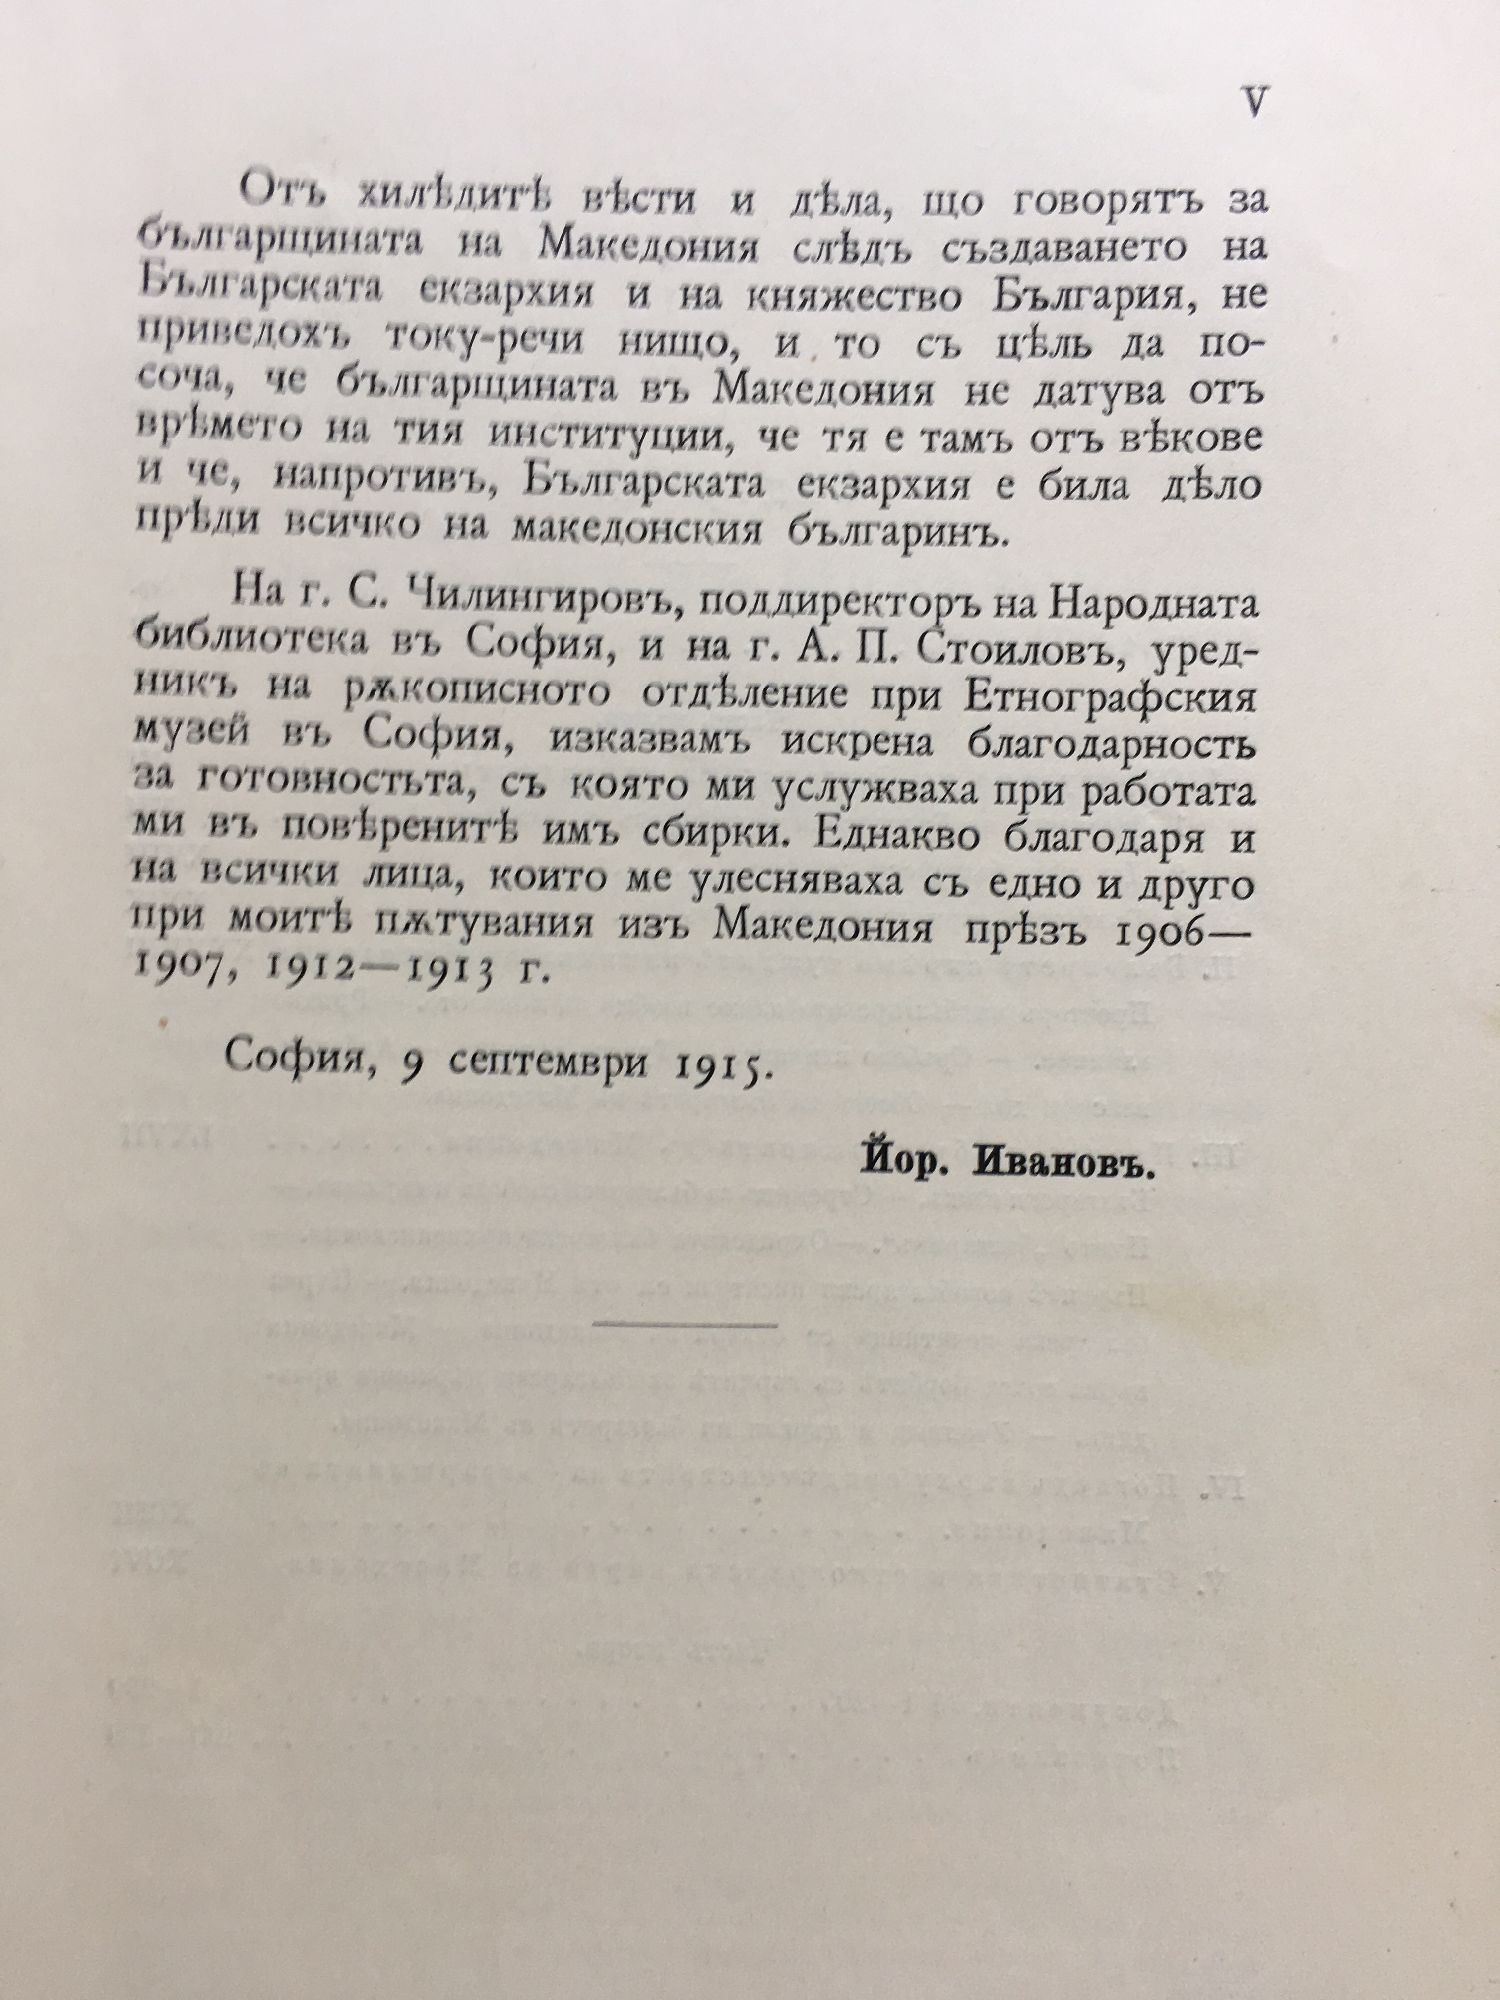 V
Отъ хилѣдитѣ вѣсти и дѣла, що говорятъ за
българщината на Македония слѣдъ създаването на
Българската екзархия и на княжество България, не
приведохъ току-речи нищо, и то съ цѣль да по-
соча, че българщината въ Македония не датува отъ
врѣмето на тия институции, че тя е тамъ отъ вѣкове
и че, напротивъ, Българската екзархия е била дѣло
прѣди всичко на македонския българинъ.
На г. С. Чилингировъ, поддиректоръ на Народната
библиотека въ София, и на г. А. П. Стоиловъ, уред-
никъ на рѫкописното отдѣление при Етнографския
музей въ София, изказвамъ искрена благодарность
за готовностьта, съ която ми услужваха при работата
ми въ повѣренитѣ имъ сбирки. Еднакво благодаря и
на всички лица, които ме улесняваха съ едно и друго
при моитѣ пѫтувания изъ Македония прѣзъ 1906—
1907, 1912—1913 г.
София, 9 септември 1915.
Йор. Ивановъ.